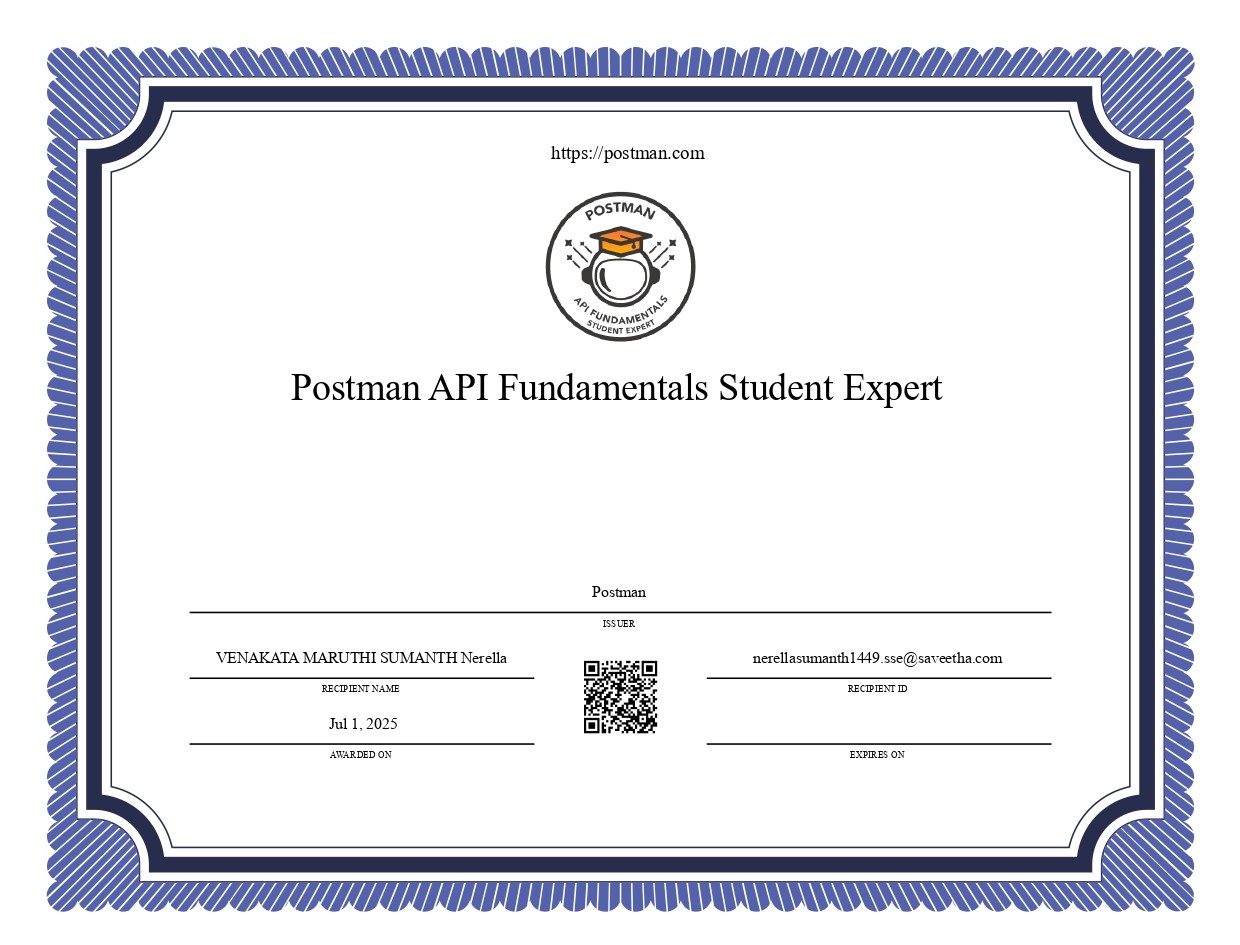 https://postman.com
POSTMAN
API FUNDAMENTALS
STUDENT EXPERT
Postman API Fundamentals Student Expert
Postman
ISSUER
VENAKATA MARUTHI SUMANTH Nerella
RECIPIENT NAME
nerellasumanth1449.sse@saveetha.com
RECIPIENT ID
Jul 1, 2025
AWARDED ON
EXPIRES ON